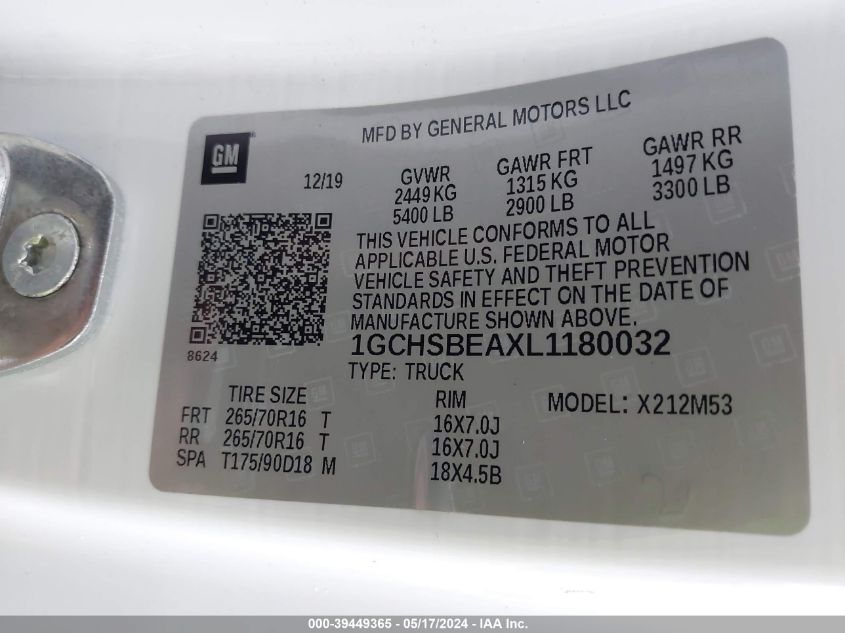 MFD BY GENERAL MOTORS LLC
GM
12/19
GVWR
2449 KG
5400 LB
GAWR FRT
1315 KG
2900 LB
GAWR RR
1497 KG
3300 LB
THIS VEHICLE CONFORMS TO ALL
APPLICABLE U.S. FEDERAL MOTOR
VEHICLE SAFETY AND THEFT PREVENTION
STANDARDS IN EFFECT ON THE DATE OF
MANUFACTURE SHOWN ABOVE.
8624
1GCHSBEAXL1180032
TYPE: TRUCK
MODEL: X212M53
TIRE SIZE RIM
FRT 265/70R16 T 16X7.0J
RR 265/70R16 T 16X7.0J
SPA T175/90D18 M 18X4.5B
000-39449365 - 05/17/2024 - IAAI.com